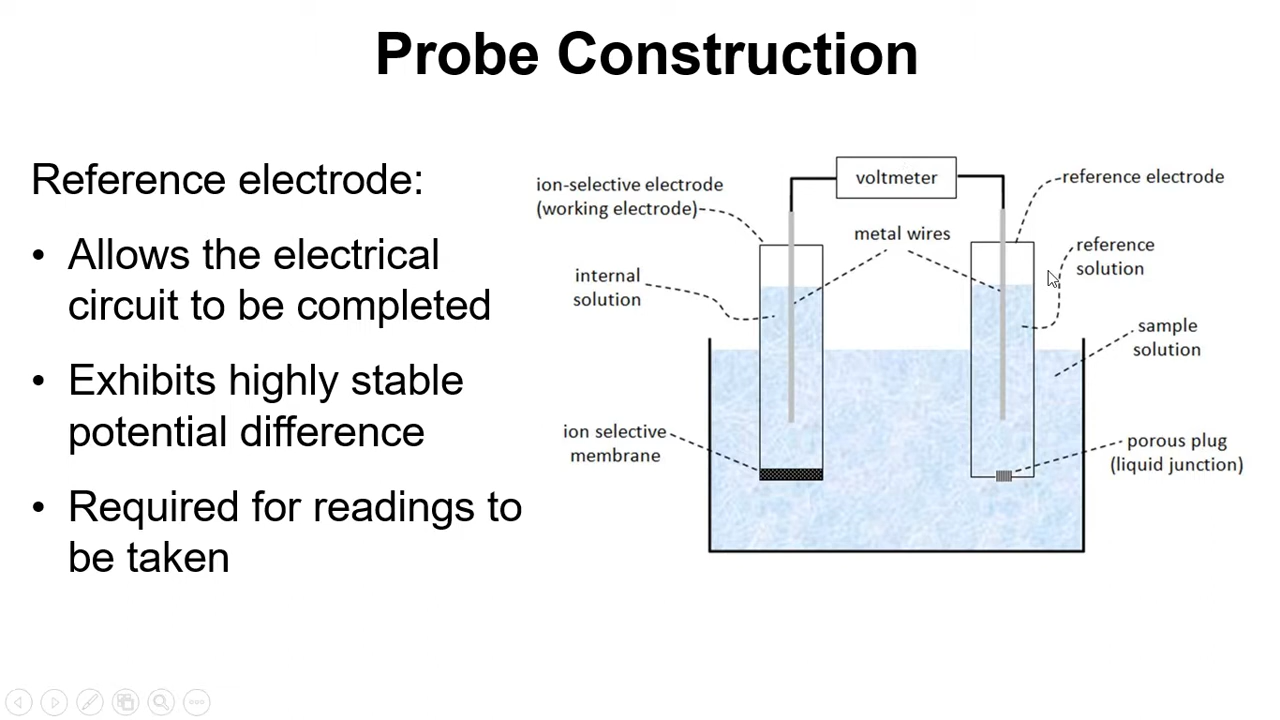 Probe Construction
Reference electrode:
• Allows the electrical
circuit to be completed
• Exhibits highly stable
potential difference
• Required for readings to
be taken
ion-selective electrode
(working electrode)
voltmeter
reference electrode
metal wires
reference
solution
internal
solution
sample
solution
ion selective
membrane
porous plug
(liquid junction)